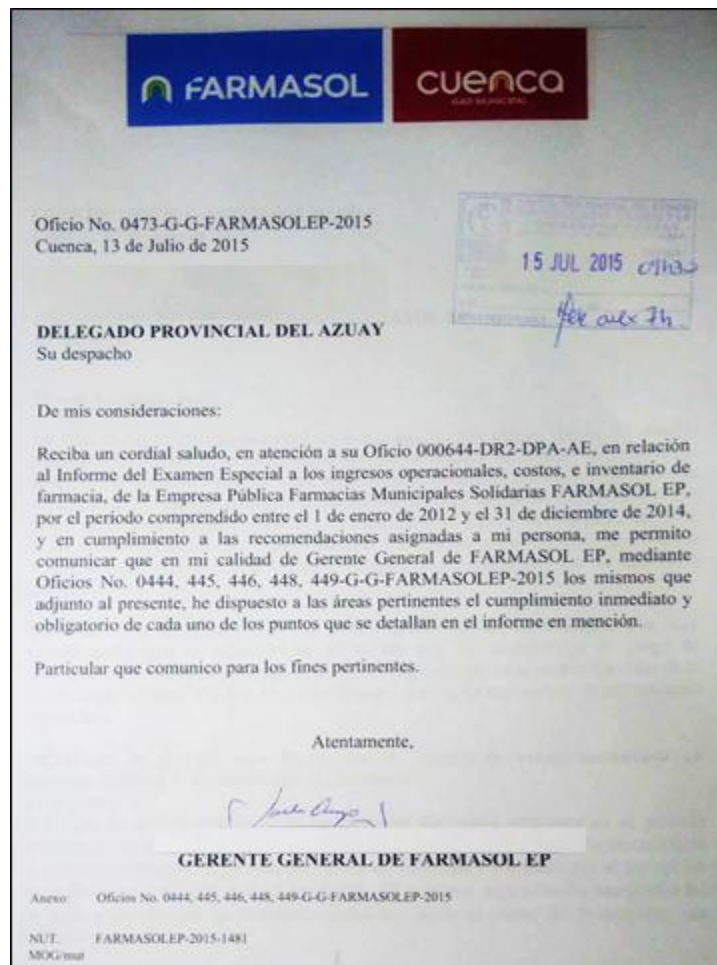 FARMASOL
cuenca
GAD MUNICIPAL
Oficio No. 0473-G-G-FARMASOLEP-2015
Cuenca, 13 de Julio de 2015
15 JUL 2015
DELEGADO PROVINCIAL DEL AZUAY
Su despacho
De mis consideraciones:
Reciba un cordial saludo, en atención a su Oficio 000644-DR2-DPA-AE, en relación
al Informe del Examen Especial a los ingresos operacionales, costos, e inventario de
farmacia, de la Empresa Pública Farmacias Municipales Solidarias FARMASOL EP,
por el período comprendido entre el 1 de enero de 2012 y el 31 de diciembre de 2014,
y en cumplimiento a las recomendaciones asignadas a mi persona, me permito
comunicar que en mi calidad de Gerente General de FARMASOL EP, mediante
Oficios No. 0444, 445, 446, 448, 449-G-G-FARMASOLEP-2015 los mismos que
adjunto al presente, he dispuesto a las áreas pertinentes el cumplimiento inmediato y
obligatorio de cada uno de los puntos que se detallan en el informe en mención.
Particular que comunico para los fines pertinentes.
Atentamente,
GERENTE GENERAL DE FARMASOL EP
Anexo: Oficios No. 0444, 445, 446, 448, 449-G-G-FARMASOLEP-2015
NUT. FARMASOLEP-2015-1481
MOG/mat